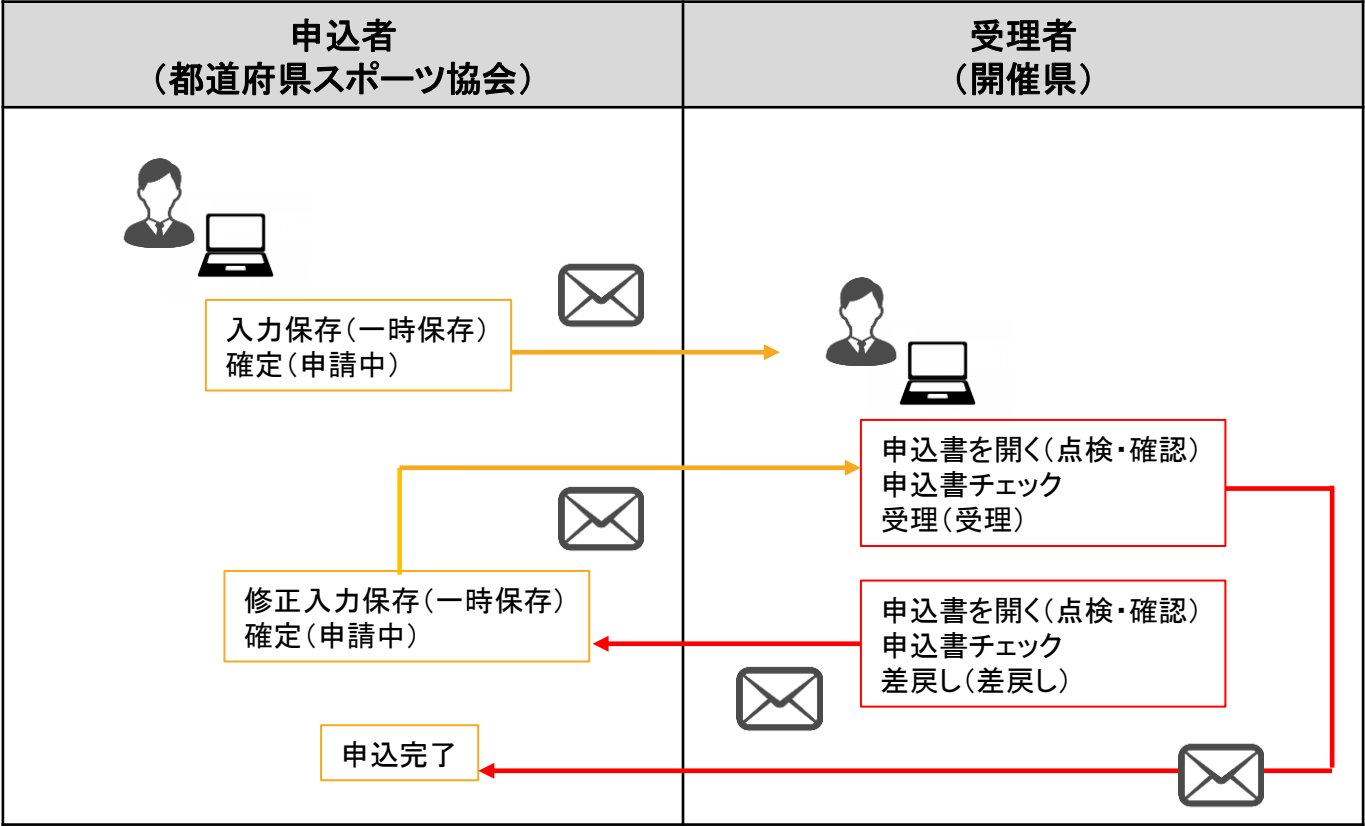 申込者
（都道府県スポーツ協会）
受理者
（開催県）
入力保存（一時保存）
確定（申請中）
申込書を開く（点検・確認）
申込書チェック
受理（受理）
修正入力保存（一時保存）
確定（申請中）
申込書を開く（点検・確認）
申込書チェック
差戻し（差戻し）
申込完了